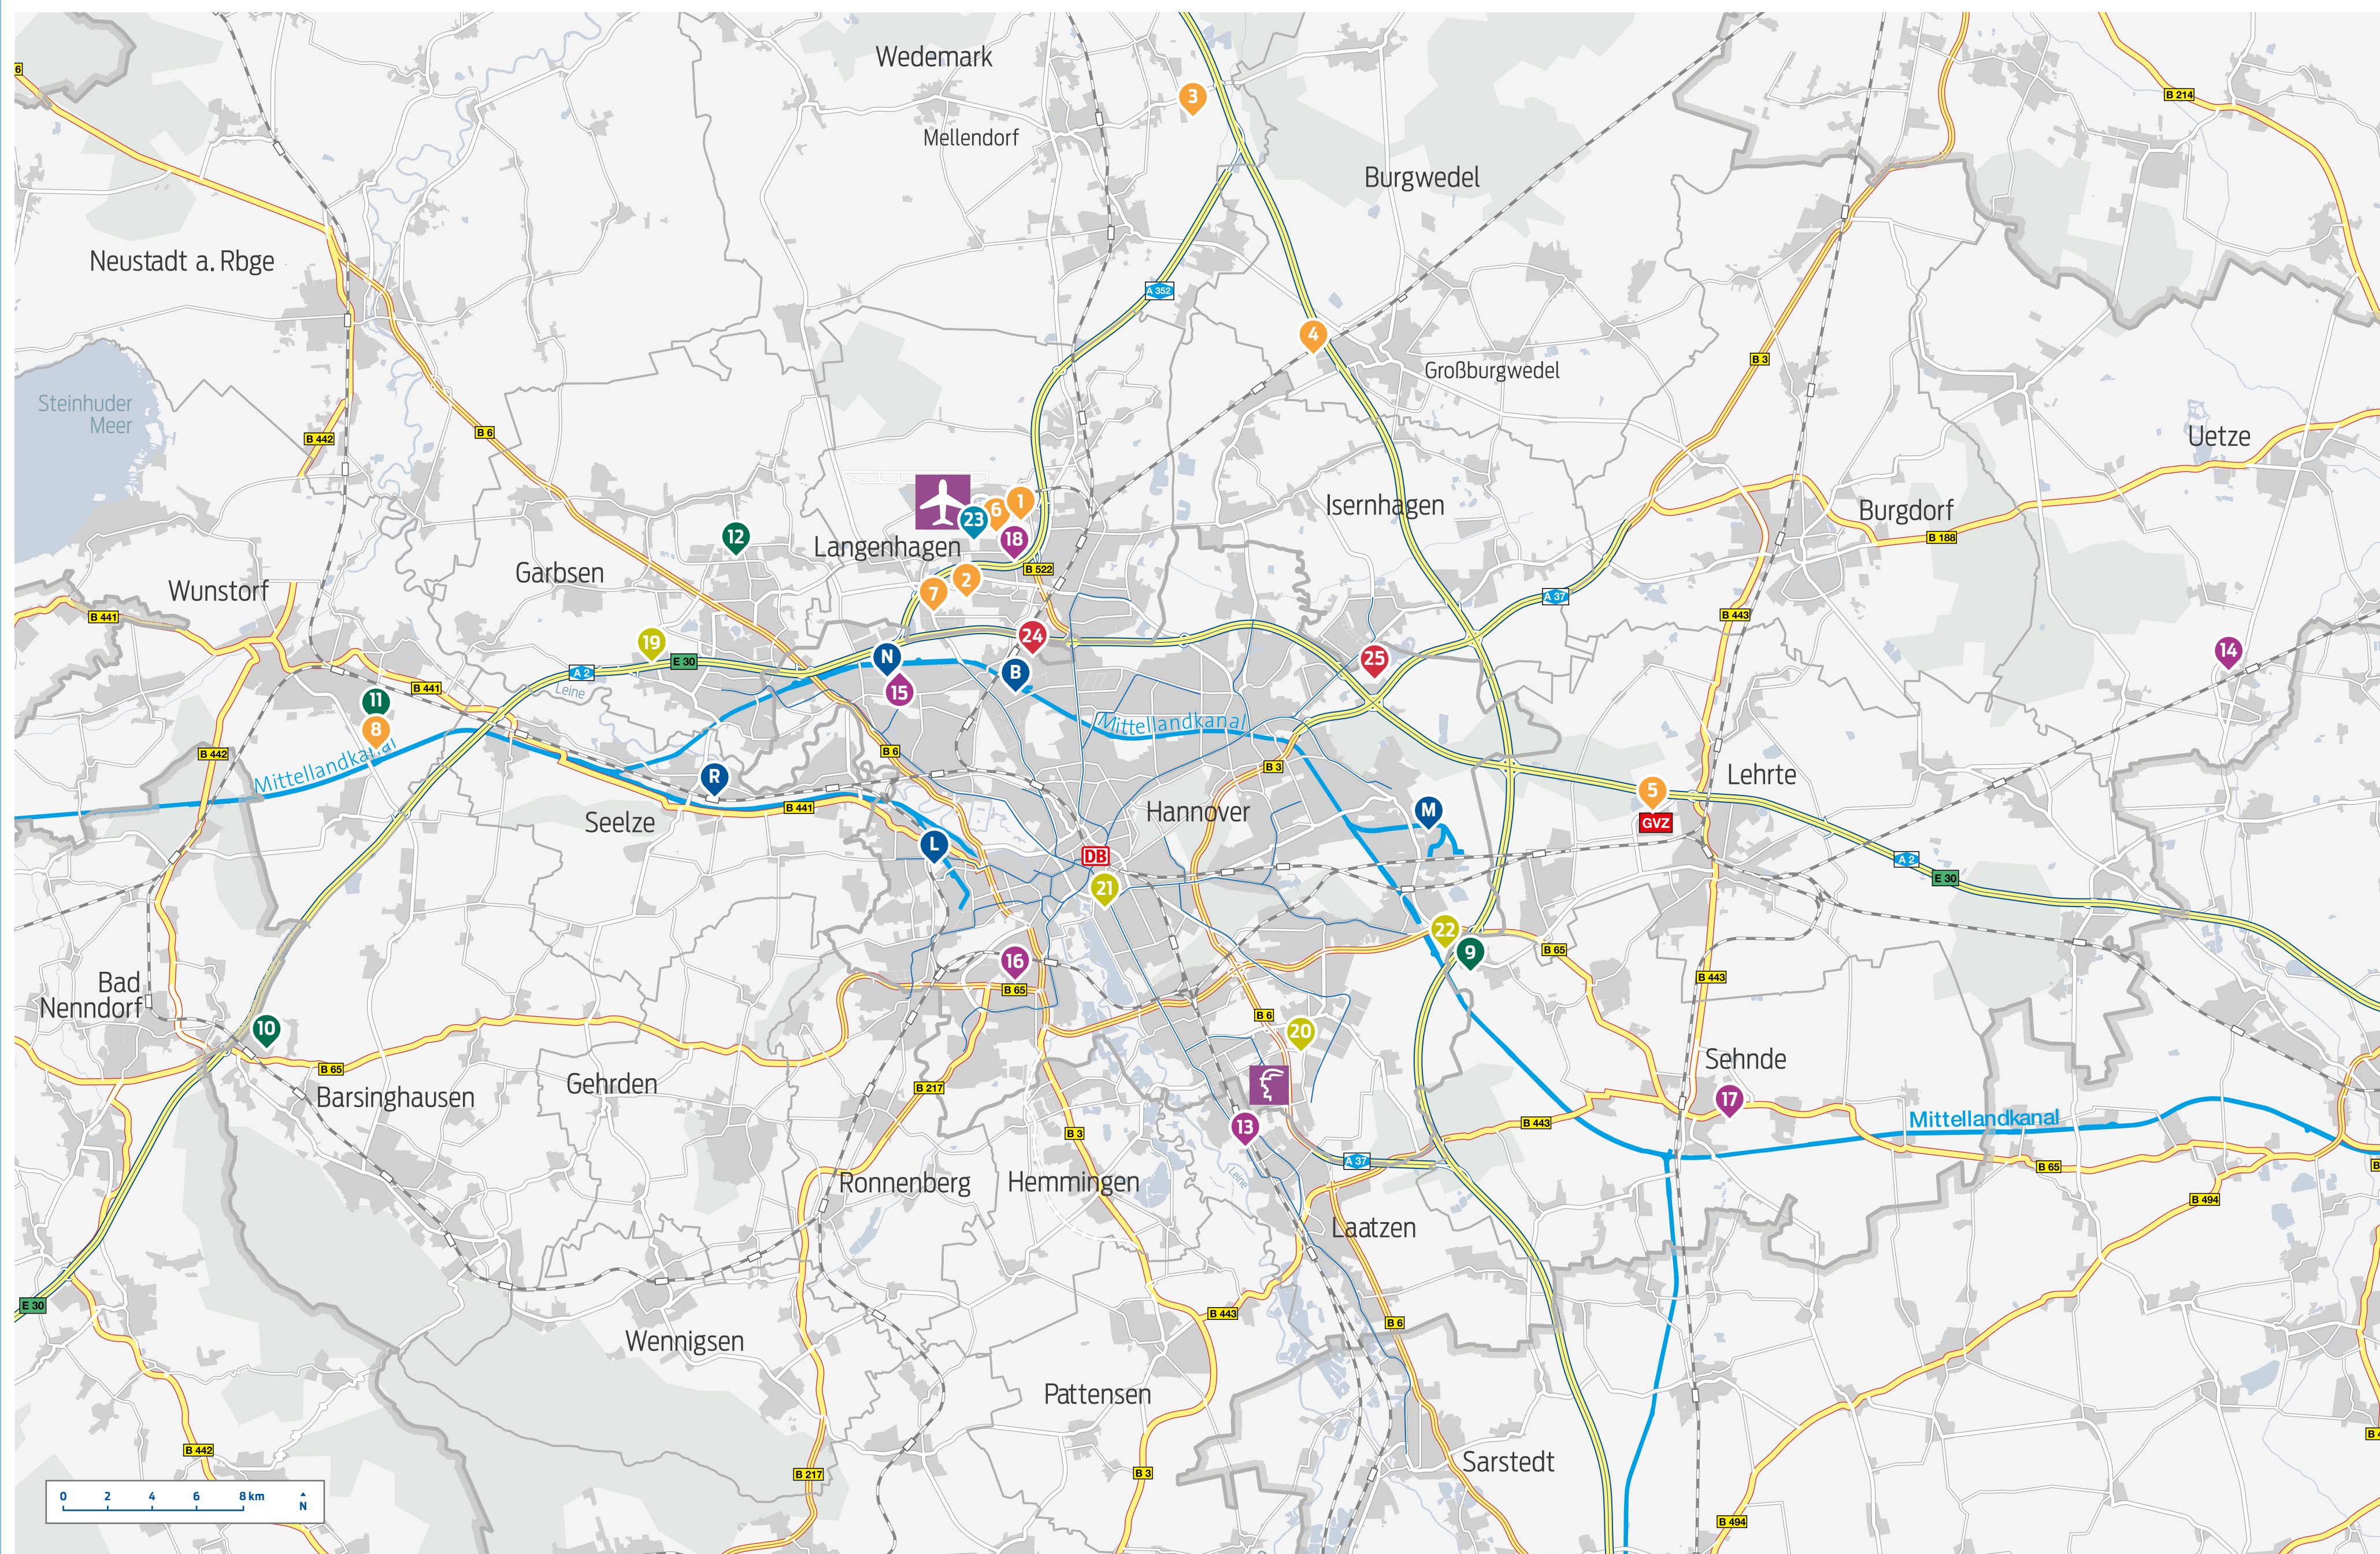 Wedemark
6
B 214
3
Mellendorf
Burgwedel
Neustadt a. Rbge
A 352
4
B 3
Großburgwedel
Steinhuder
Meer
B 442
B 6
Uetze
1
6
23
18
Isernhagen
Burgdorf
12
B 188
Langenhagen
Garbsen
B 522
2
7
Wunstorf
A 37
B 441
B 443
19
24
25
14
N
E 30
A 2
B
15
Leine
B 441
11
8
Mittellandkanal
B 442
B 6
Mittellandkanal
B 3
R
Lehrte
5
B 441
Seelze
Hannover
M
GVZ
L
DB
A 2
21
E 30
22
9
B 65
16
B 443
Bad
Nenndorf
B 65
10
B 6
20
B 65
Sehnde
Gehrden
B 217
Barsinghausen
17
Mittellandkanal
13
B 3
B 443
A 37
B 65
B
Leine
Ronnenberg
Hemmingen
B 494
Laatzen
E 30
B 443
B 6
Wennigsen
Pattensen
B 4
B 442
Sarstedt
B 217
B 3
0 2 4 6 8 km
N
B 494